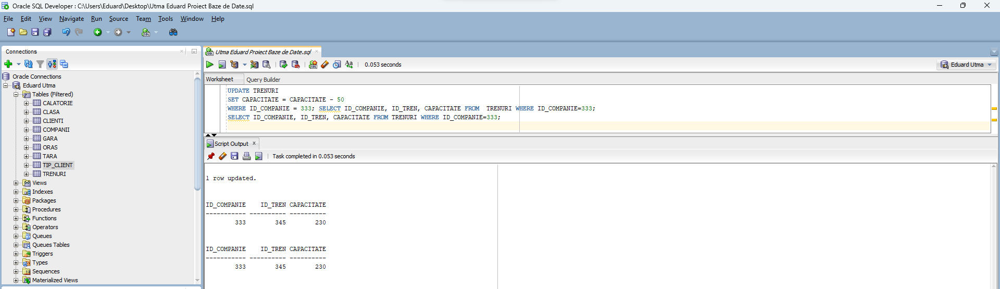 Oracle SQL Developer : C:\Users\Eduard\Desktop\Utma Eduard Proiect Baze de Date.sql
File Edit View Navigate Run Source Team Tools Window Help
Connections
Oracle Connections
Eduard Utma
Tables (Filtered)
CALATORIE
CLASA
CLIENTI
COMPANII
GARA
ORAS
TARA
TIP_CLIENT
TRENURI
Views
Indexes
Packages
Procedures
Functions
Operators
Queues
Queues Tables
Triggers
Types
Sequences
Materialized Views
Utma Eduard Proiect Baze de Date.sql
0.053 seconds
Eduard Utma
Worksheet Query Builder
UPDATE TRENURI
SET CAPACITATE = CAPACITATE - 50
WHERE ID_COMPANIE = 333; SELECT ID_COMPANIE, ID_TREN, CAPACITATE FROM  TRENURI WHERE ID_COMPANIE=333;
SELECT ID_COMPANIE, ID_TREN, CAPACITATE FROM TRENURI WHERE ID_COMPANIE=333;
Script Output x
Task completed in 0.053 seconds
1 row updated.
ID_COMPANIE    ID_TREN CAPACITATE
----------- ---------- ----------
333        345        230
ID_COMPANIE    ID_TREN CAPACITATE
----------- ---------- ----------
333        345        230